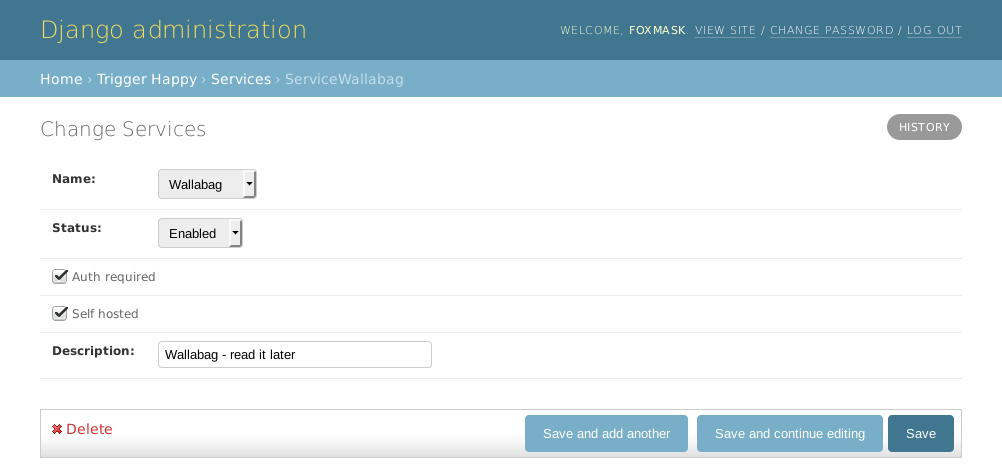 Django administration
WELCOME, FOXMASK. VIEW SITE / CHANGE PASSWORD / LOG OUT
Home › Trigger Happy › Services › ServiceWallabag
Change Services
HISTORY
Name: Wallabag
Status: Enabled
Auth required
Self hosted
Description: Wallabag - read it later
Delete Save and add another Save and continue editing Save